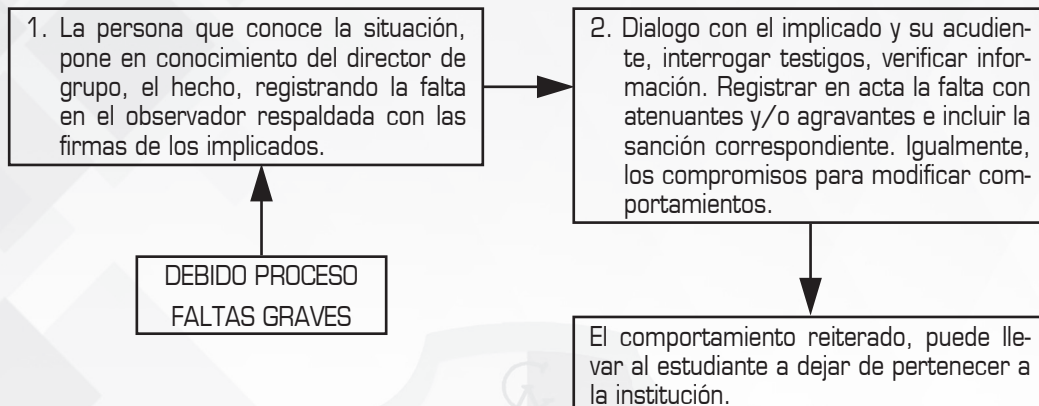 1. La persona que conoce la situación,
pone en conocimiento del director de
grupo, el hecho, registrando la falta
en el observador respaldada con las
firmas de los implicados.
2. Dialogo con el implicado y su acudien-
te, interrogar testigos, verificar infor-
mación. Registrar en acta la falta con
atenuantes y/o agravantes e incluir la
sanción correspondiente. Igualmente,
los compromisos para modificar com-
portamientos.
DEBIDO PROCESO
FALTAS GRAVES
El comportamiento reiterado, puede lle-
var al estudiante a dejar de pertenecer a
la institución.